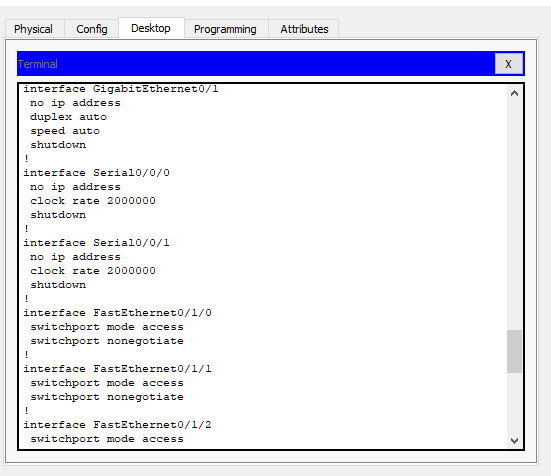 Physical Config Desktop Programming Attributes
Terminal X
interface GigabitEthernet0/1
no ip address
duplex auto
speed auto
shutdown
!
interface Serial0/0/0
no ip address
clock rate 2000000
shutdown
!
interface Serial0/0/1
no ip address
clock rate 2000000
shutdown
!
interface FastEthernet0/1/0
switchport mode access
switchport nonegotiate
!
interface FastEthernet0/1/1
switchport mode access
switchport nonegotiate
!
interface FastEthernet0/1/2
switchport mode access